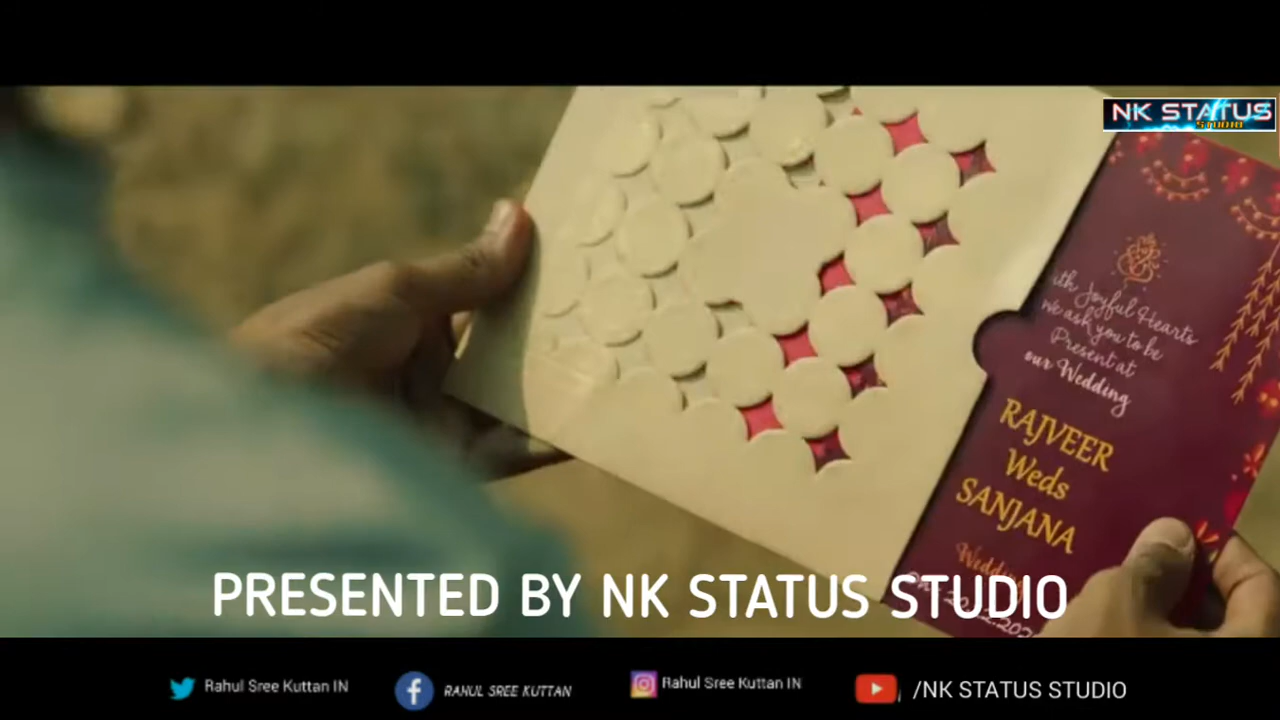 NK STATUS
STUDIO
ith Joyful Hearts
we ask you to be
Present at
our Wedding
RAJVEER
Weds
SANJANA
Wedding
PRESENTED BY NK STATUS STUDIO
Rahul Sree Kuttan IN
RAHUL SREE KUTTAN
Rahul Sree Kuttan IN
/NK STATUS STUDIO